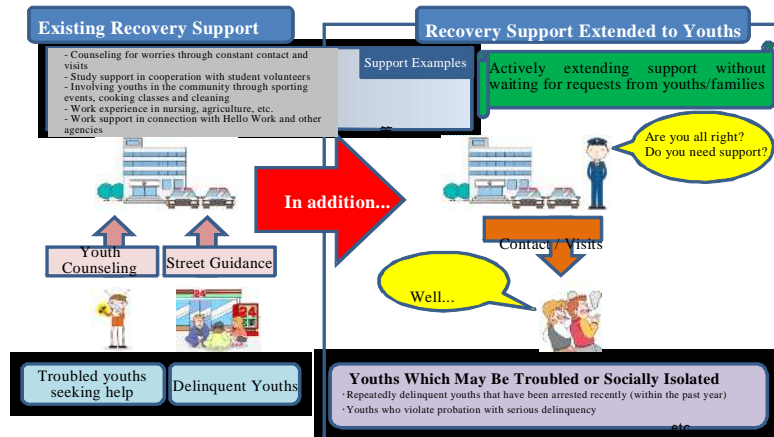 Existing Recovery Support
- Counseling for worries through constant contact and
visits
- Study support in cooperation with student volunteers
- Involving youths in the community through sporting
events, cooking classes and cleaning
- Work experience in nursing, agriculture, etc.
- Work support in connection with Hello Work and other
agencies
Support Examples
等
Recovery Support Extended to Youths
Actively extending support without
waiting for requests from youths/families
Are you all right?
Do you need support?
In addition...
Youth
Counseling
Street Guidance
Contact / Visits
Well...
24
24
Troubled youths
seeking help
Delinquent Youths
Youths Which May Be Troubled or Socially Isolated
·Repeatedly delinquent youths that have been arrested recently (within the past year)
·Youths who violate probation with serious delinquency
etc